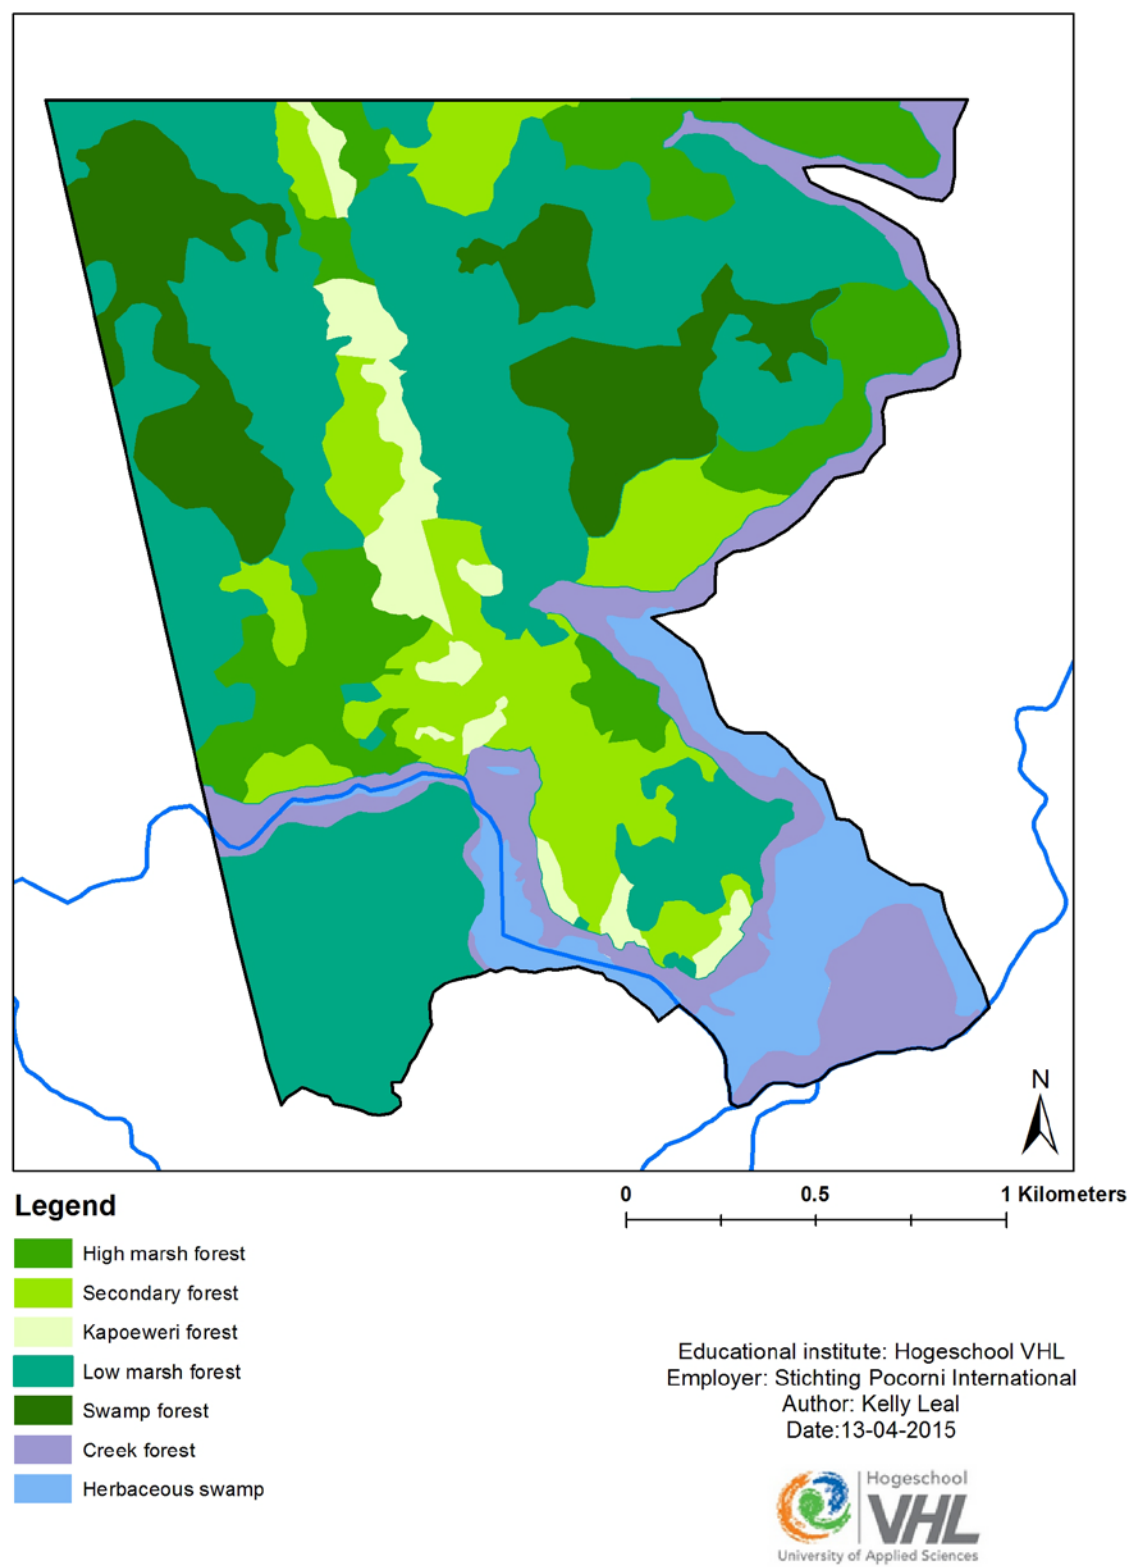 N
0 0.5 1 Kilometers
Legend
High marsh forest
Secondary forest
Kapoeweri forest
Low marsh forest
Swamp forest
Creek forest
Herbaceous swamp
Educational institute: Hogeschool VHL
Employer: Stichting Pocorni International
Author: Kelly Leal
Date:13-04-2015
Hogeschool
VHL
University of Applied Sciences